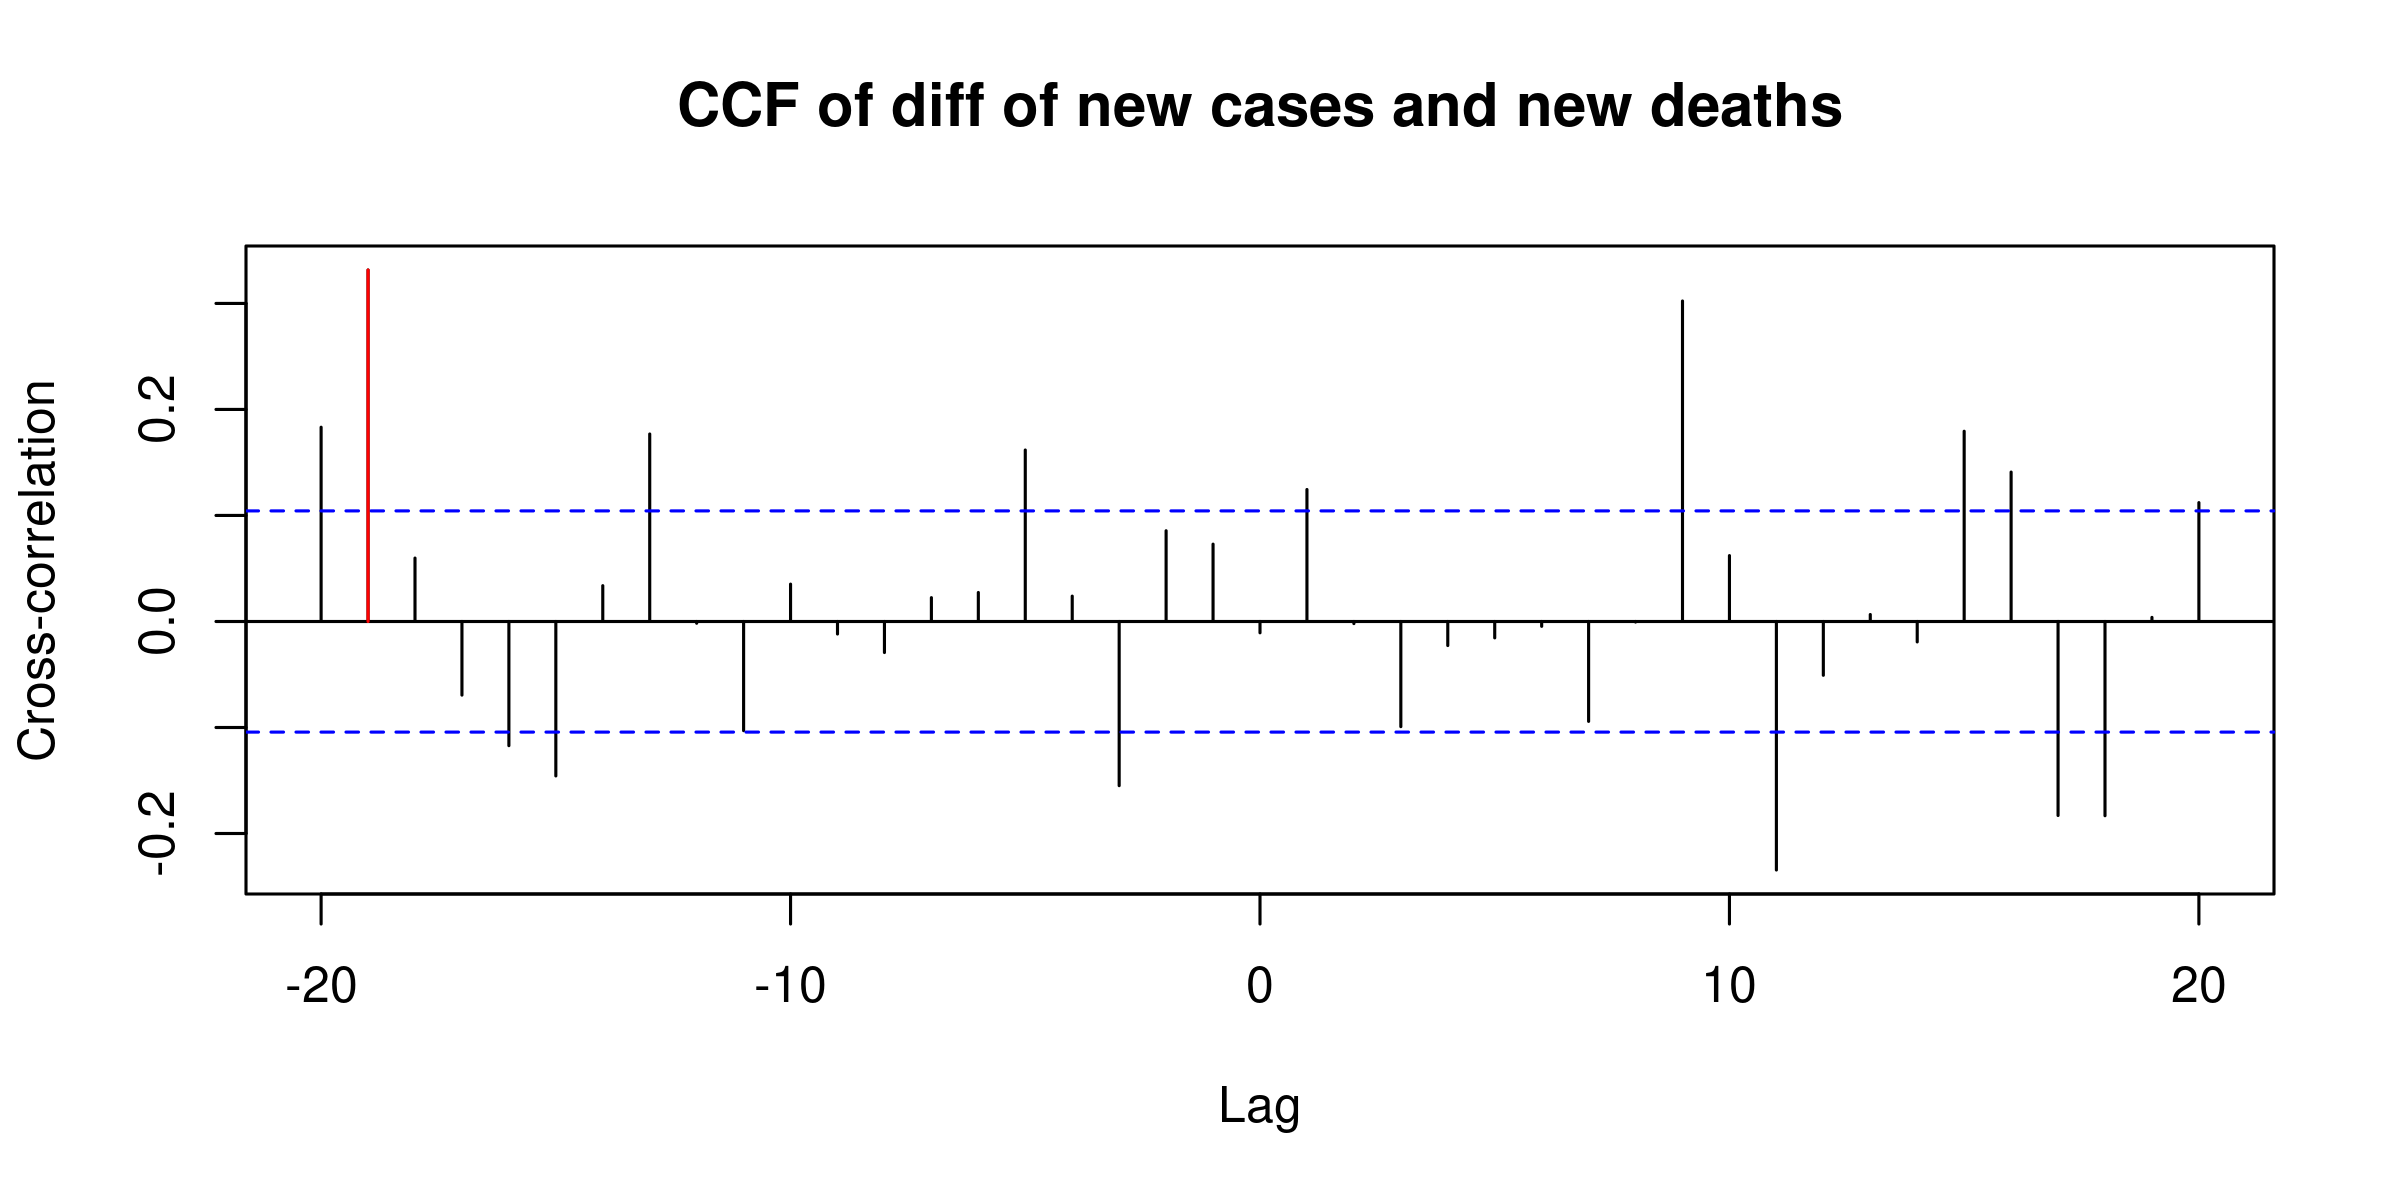 CCF of diff of new cases and new deaths
Cross-correlation
0.2
0.0
-0.2
-20 -10 0 10 20
Lag